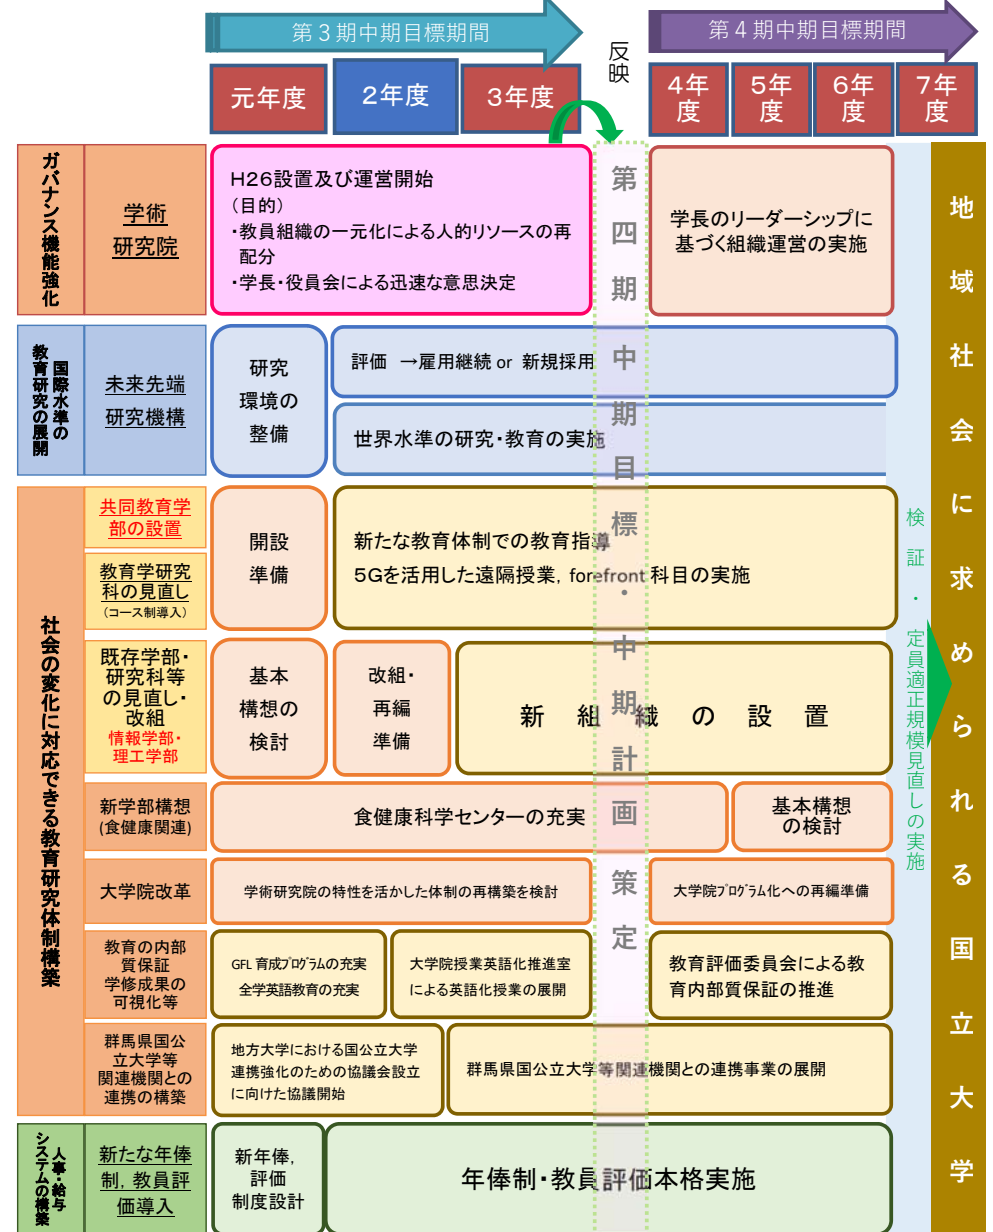 第３期中期目標期間
反映
第４期中期目標期間
元年度
２年度
３年度
４年
度
５年
度
６年
度
７年
度
ガバナンス機能強化
学術
研究院
Ｈ２６設置及び運営開始
（目的）
・教員組織の一元化による人的リソースの再
配分
・学長・役員会による迅速な意思決定
学長のリーダーシップに
基づく組織運営の実施
国際水準の
教育研究の展開
未来先端
研究機構
研究
環境の
整備
評価 →雇用継続 or 新規採用
世界水準の研究・教育の実施
社会の変化に対応できる教育研究体制構築
共同教育学
部の設置
教育学研究
科の見直し
（コース制導入）
開設
準備
新たな教育体制での教育指導
５Ｇを活用した遠隔授業，forefront 科目の実施
既存学部・
研究科等
の見直し・
改組
情報学部・
理工学部
基本
構想の
検討
改組・
再編
準備
新組織の設置
新学部構想
(食健康関連)
食健康科学センターの充実
基本構想
の検討
大学院改革
学術研究院の特性を活かした体制の再構築を検討
大学院プログラム化への再編準備
教育の内部
質保証
学修成果の
可視化等
GFL 育成プログラムの充実
全学英語教育の充実
大学院授業英語化推進室
による英語化授業の展開
教育評価委員会による教
育内部質保証の推進
群馬県国公
立大学等
関連機関との
連携の構築
地方大学における国公立大学
連携強化のための協議会設立
に向けた協議開始
群馬県国公立大学等関連機関との連携事業の展開
人事・給与
システムの構築
新たな年俸
制，教員評
価導入
新年俸，
評価
制度設計
年俸制・教員評価本格実施
第四期中期目標・中期計画策定
検証・定員適正規模見直しの実施
地域社会に求められる国立大学